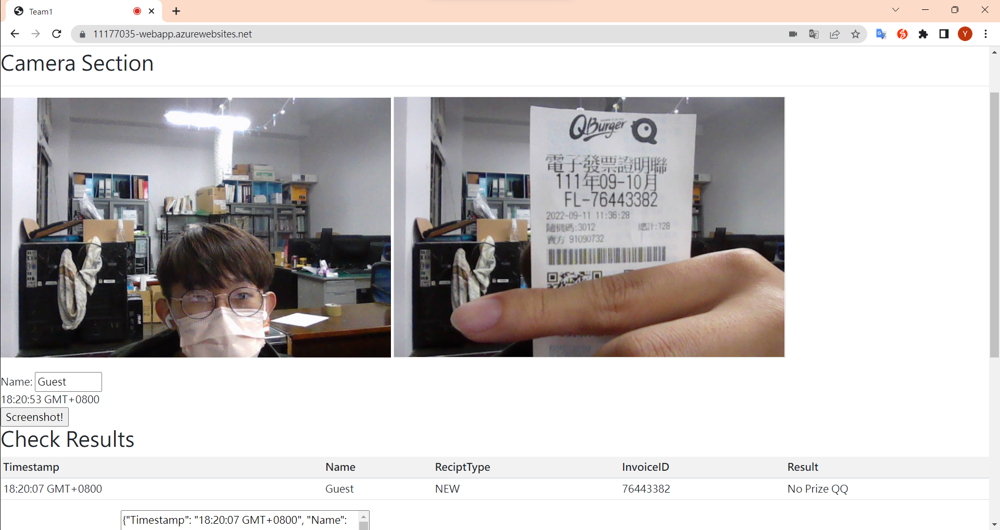 Team1
11177035-webapp.azurewebsites.net
Y
Camera Section
QBurger
電子發票證明聯
111年09-10月
FL-76443382
2022-09-11 11:36:28
隨機碼:3012 總計:128
賣方 91090732
Name: Guest
18:20:53 GMT+0800
Screenshot!
Check Results
Timestamp Name ReciptType InvoiceID Result
18:20:07 GMT+0800 Guest NEW 76443382 No Prize QQ
{"Timestamp": "18:20:07 GMT+0800", "Name":